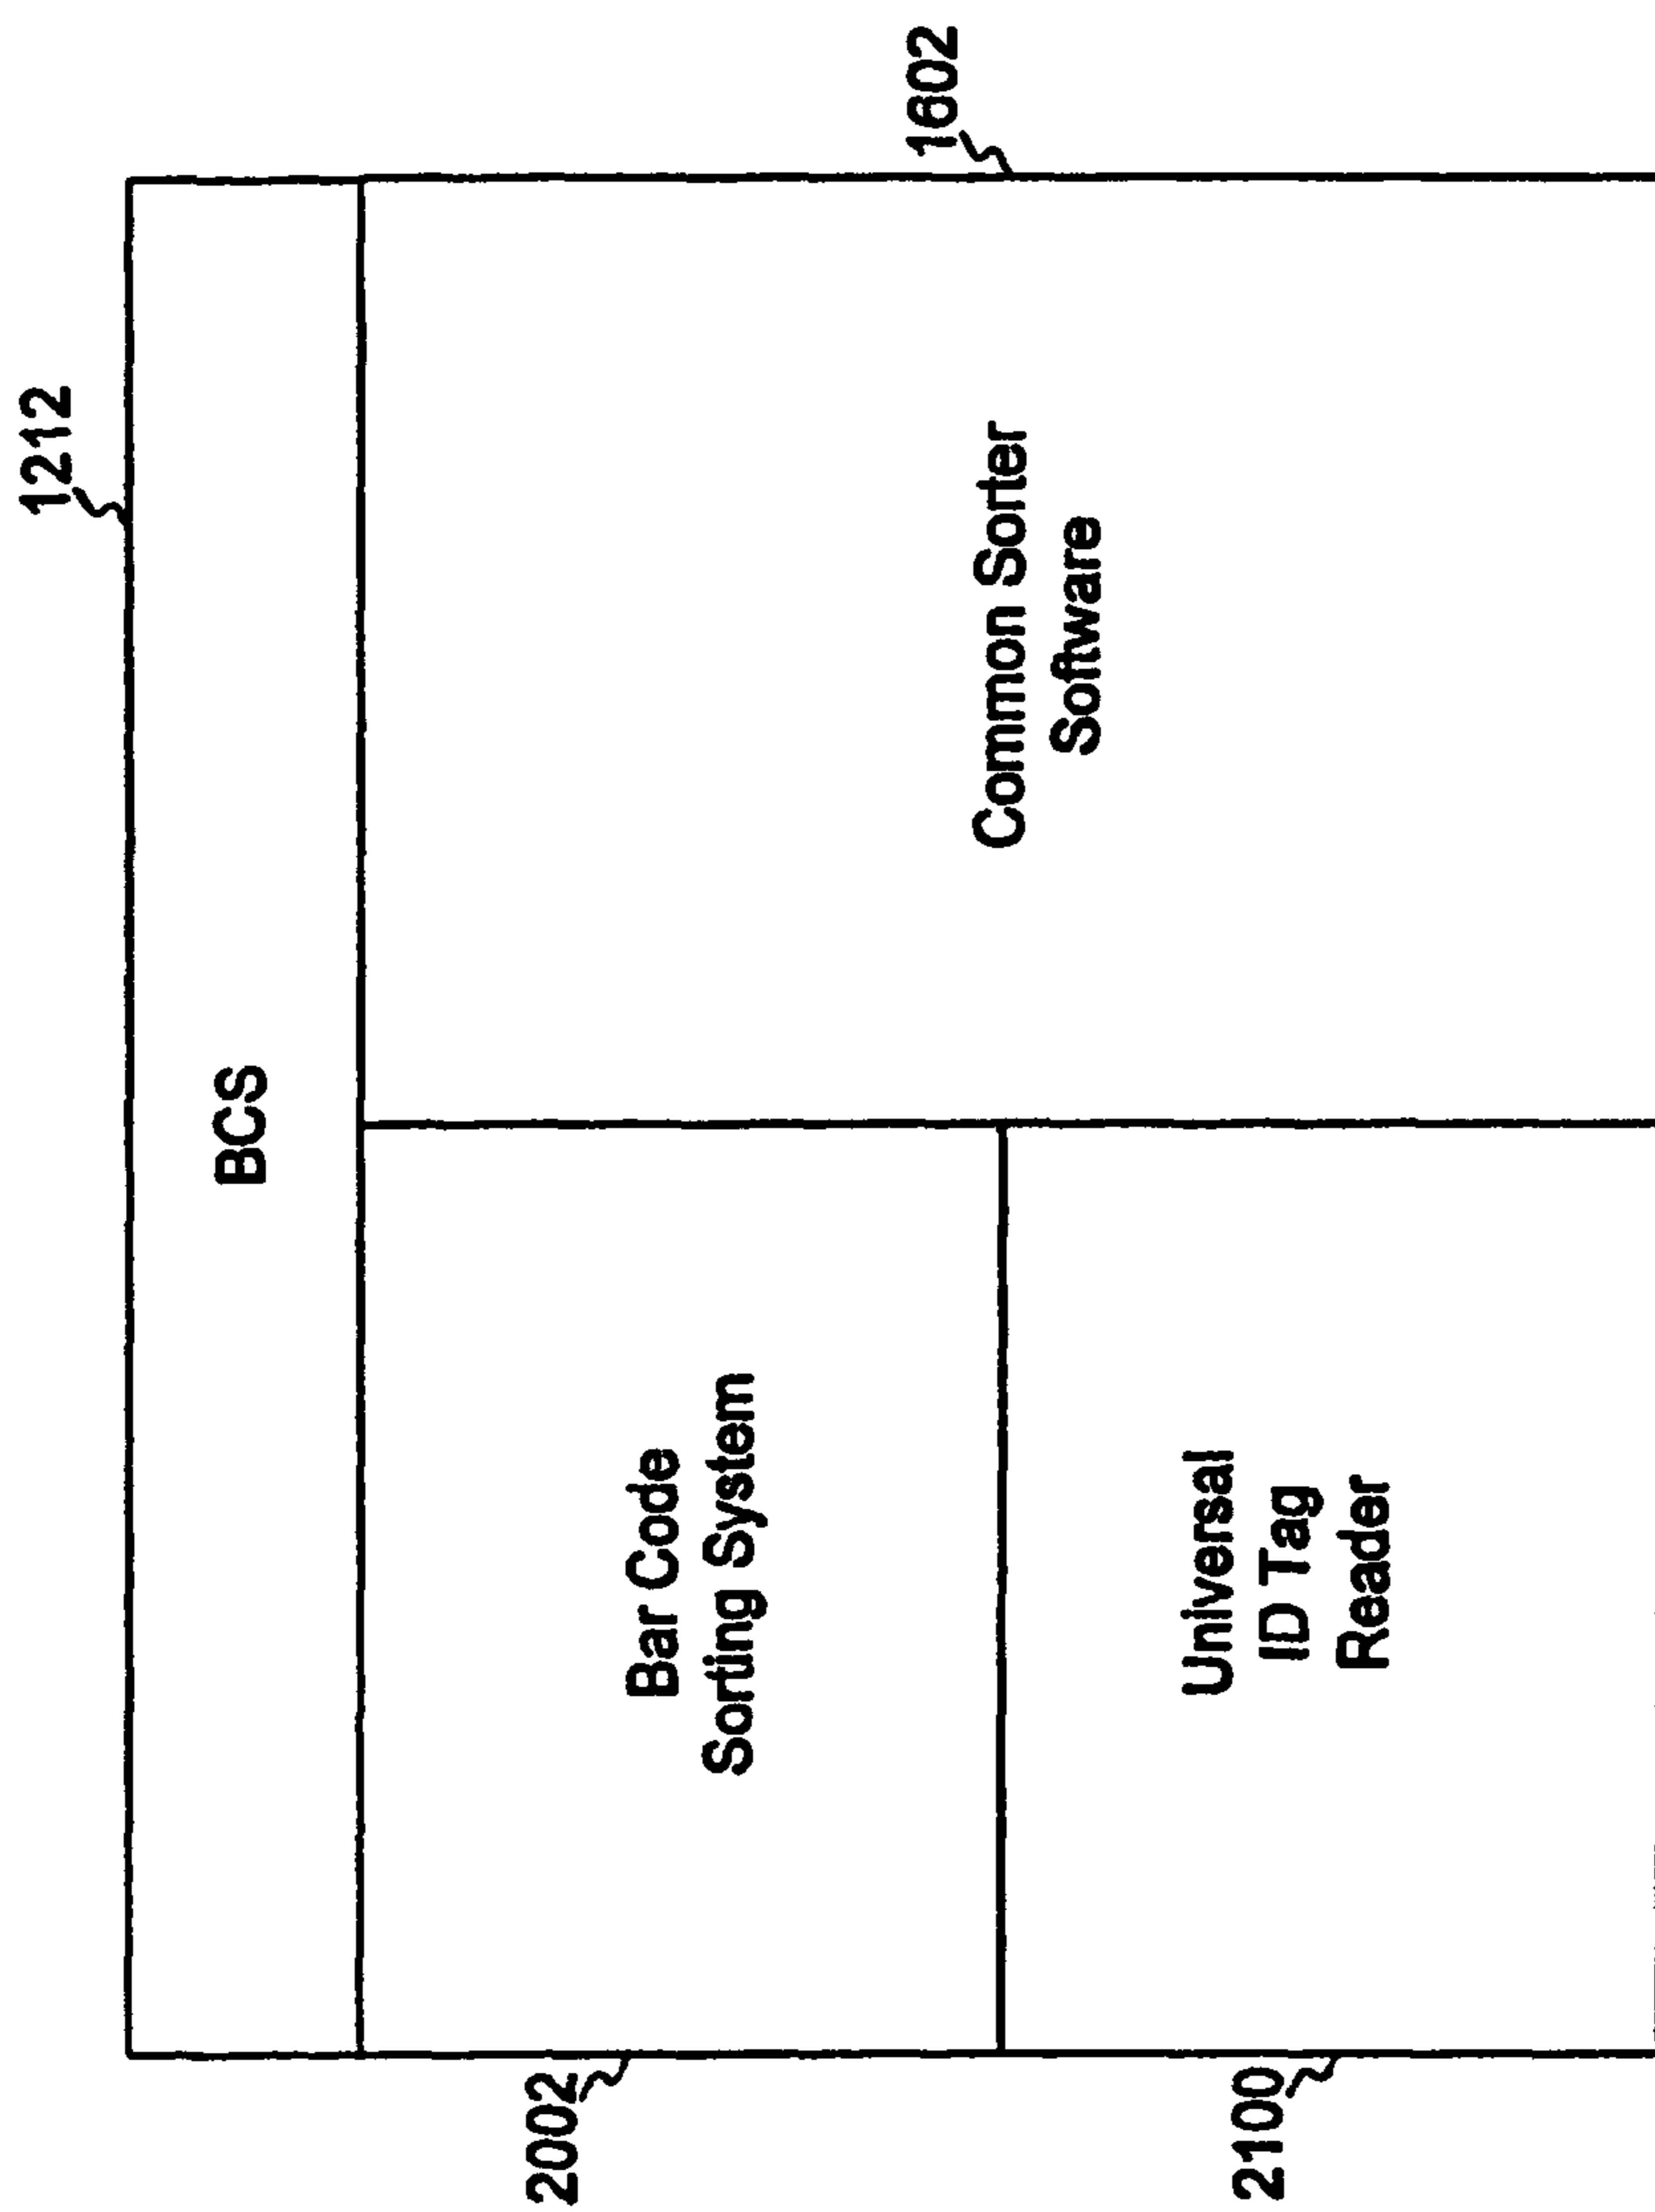 1212
BCS
2002
Bar Code
Sorting System
1602
Common Sorter
Software
2100
Universal
ID Tag
Reader